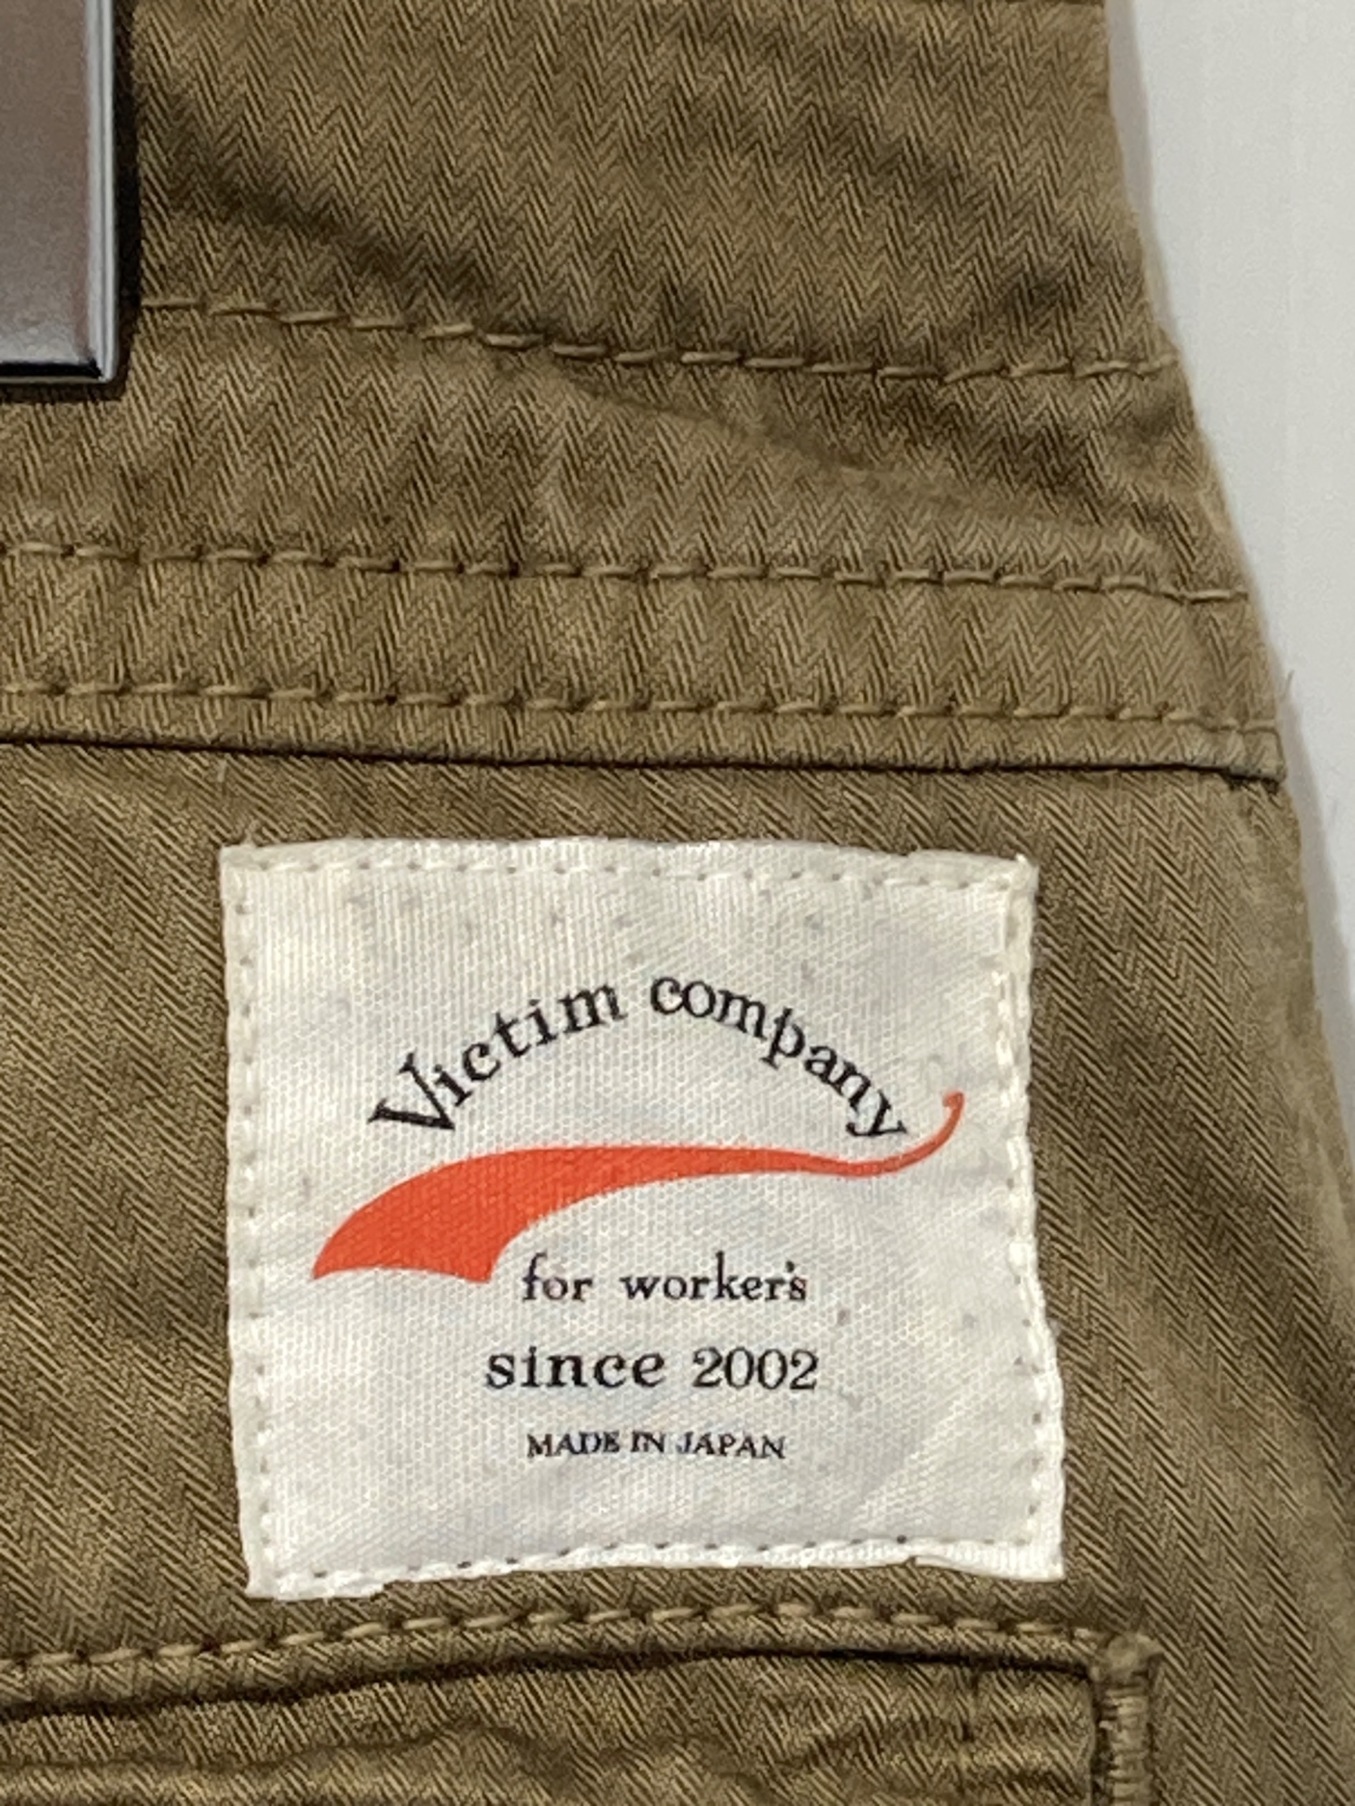 Victim company
for worker's
since 2002
MADE IN JAPAN